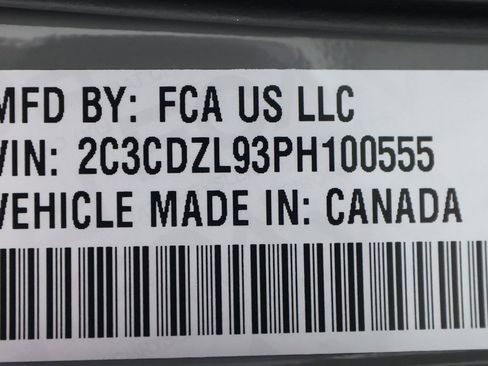 MFD BY: FCA US LLC
VIN: 2C3CDZL93PH100555
VEHICLE MADE IN: CANADA